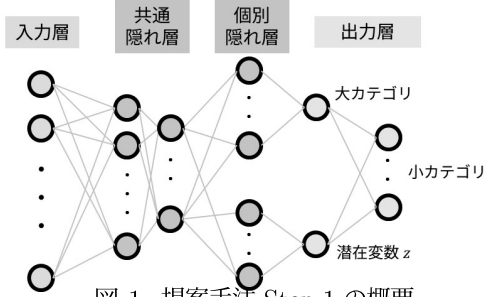 入力層
共通
隠れ層
個別
隠れ層
出力層
大カテゴリ
小カテゴリ
潜在変数 z
図 1 提案手法 Step 1 の概要